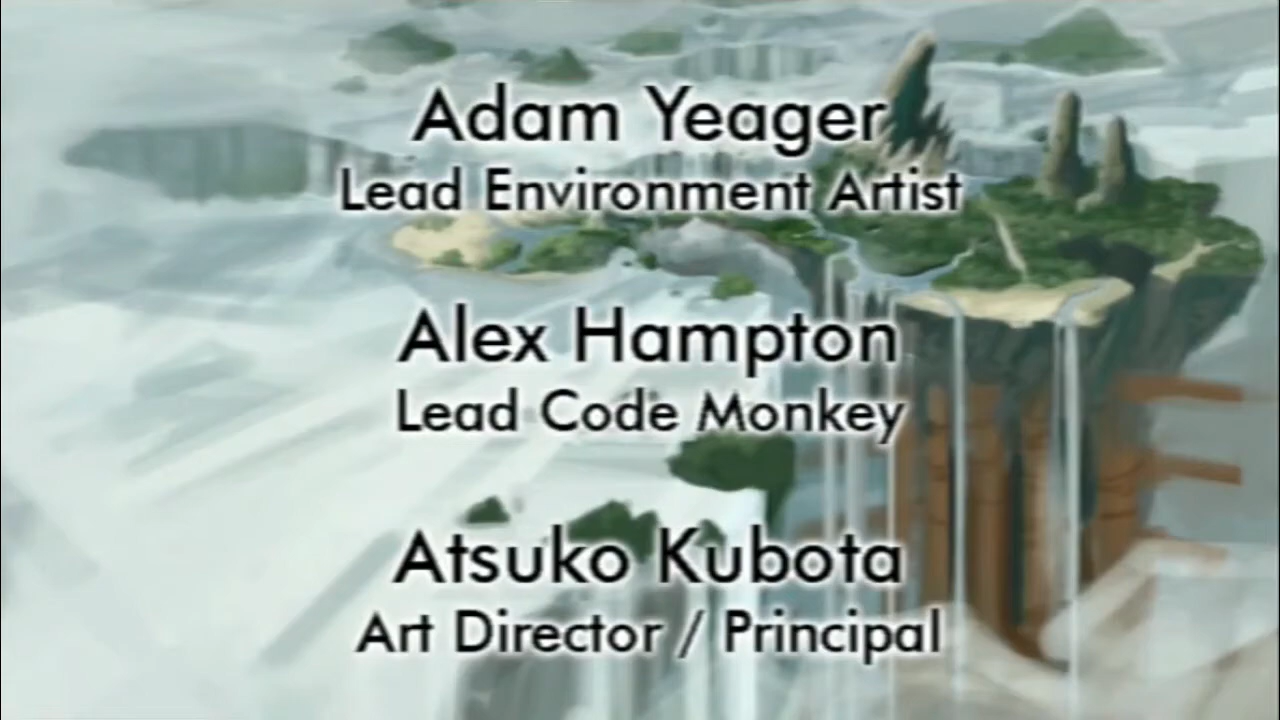 Adam Yeager
Lead Environment Artist
Alex Hampton
Lead Code Monkey
Atsuko Kubota
Art Director / Principal